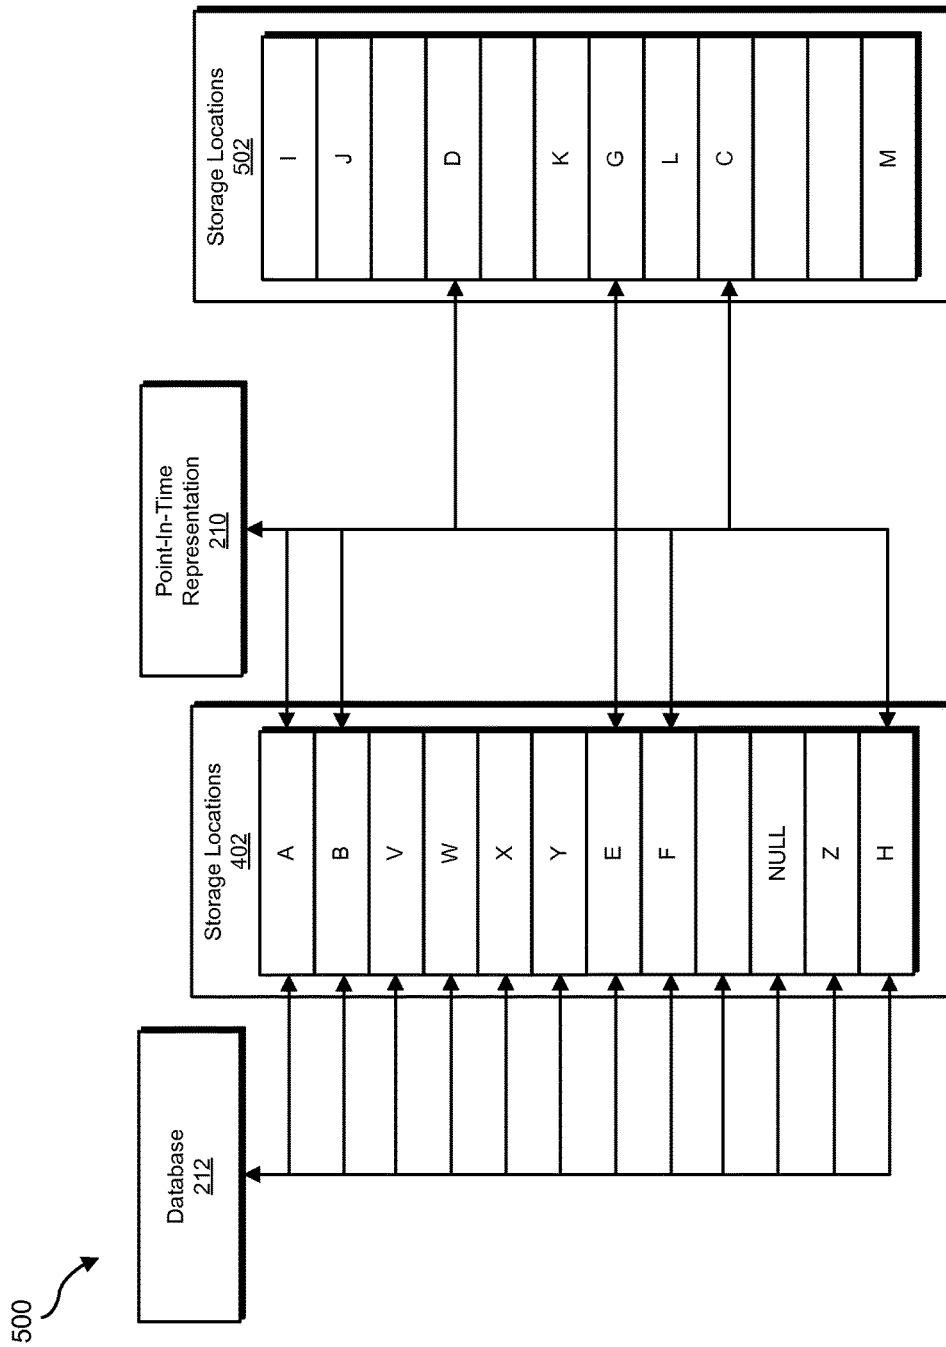 500
Database
212
Storage Locations
402
A
B
V
W
X
Y
E
F
NULL
Z
H
Point-In-Time
Representation
210
Storage Locations
502
I
J
D
K
G
L
C
M